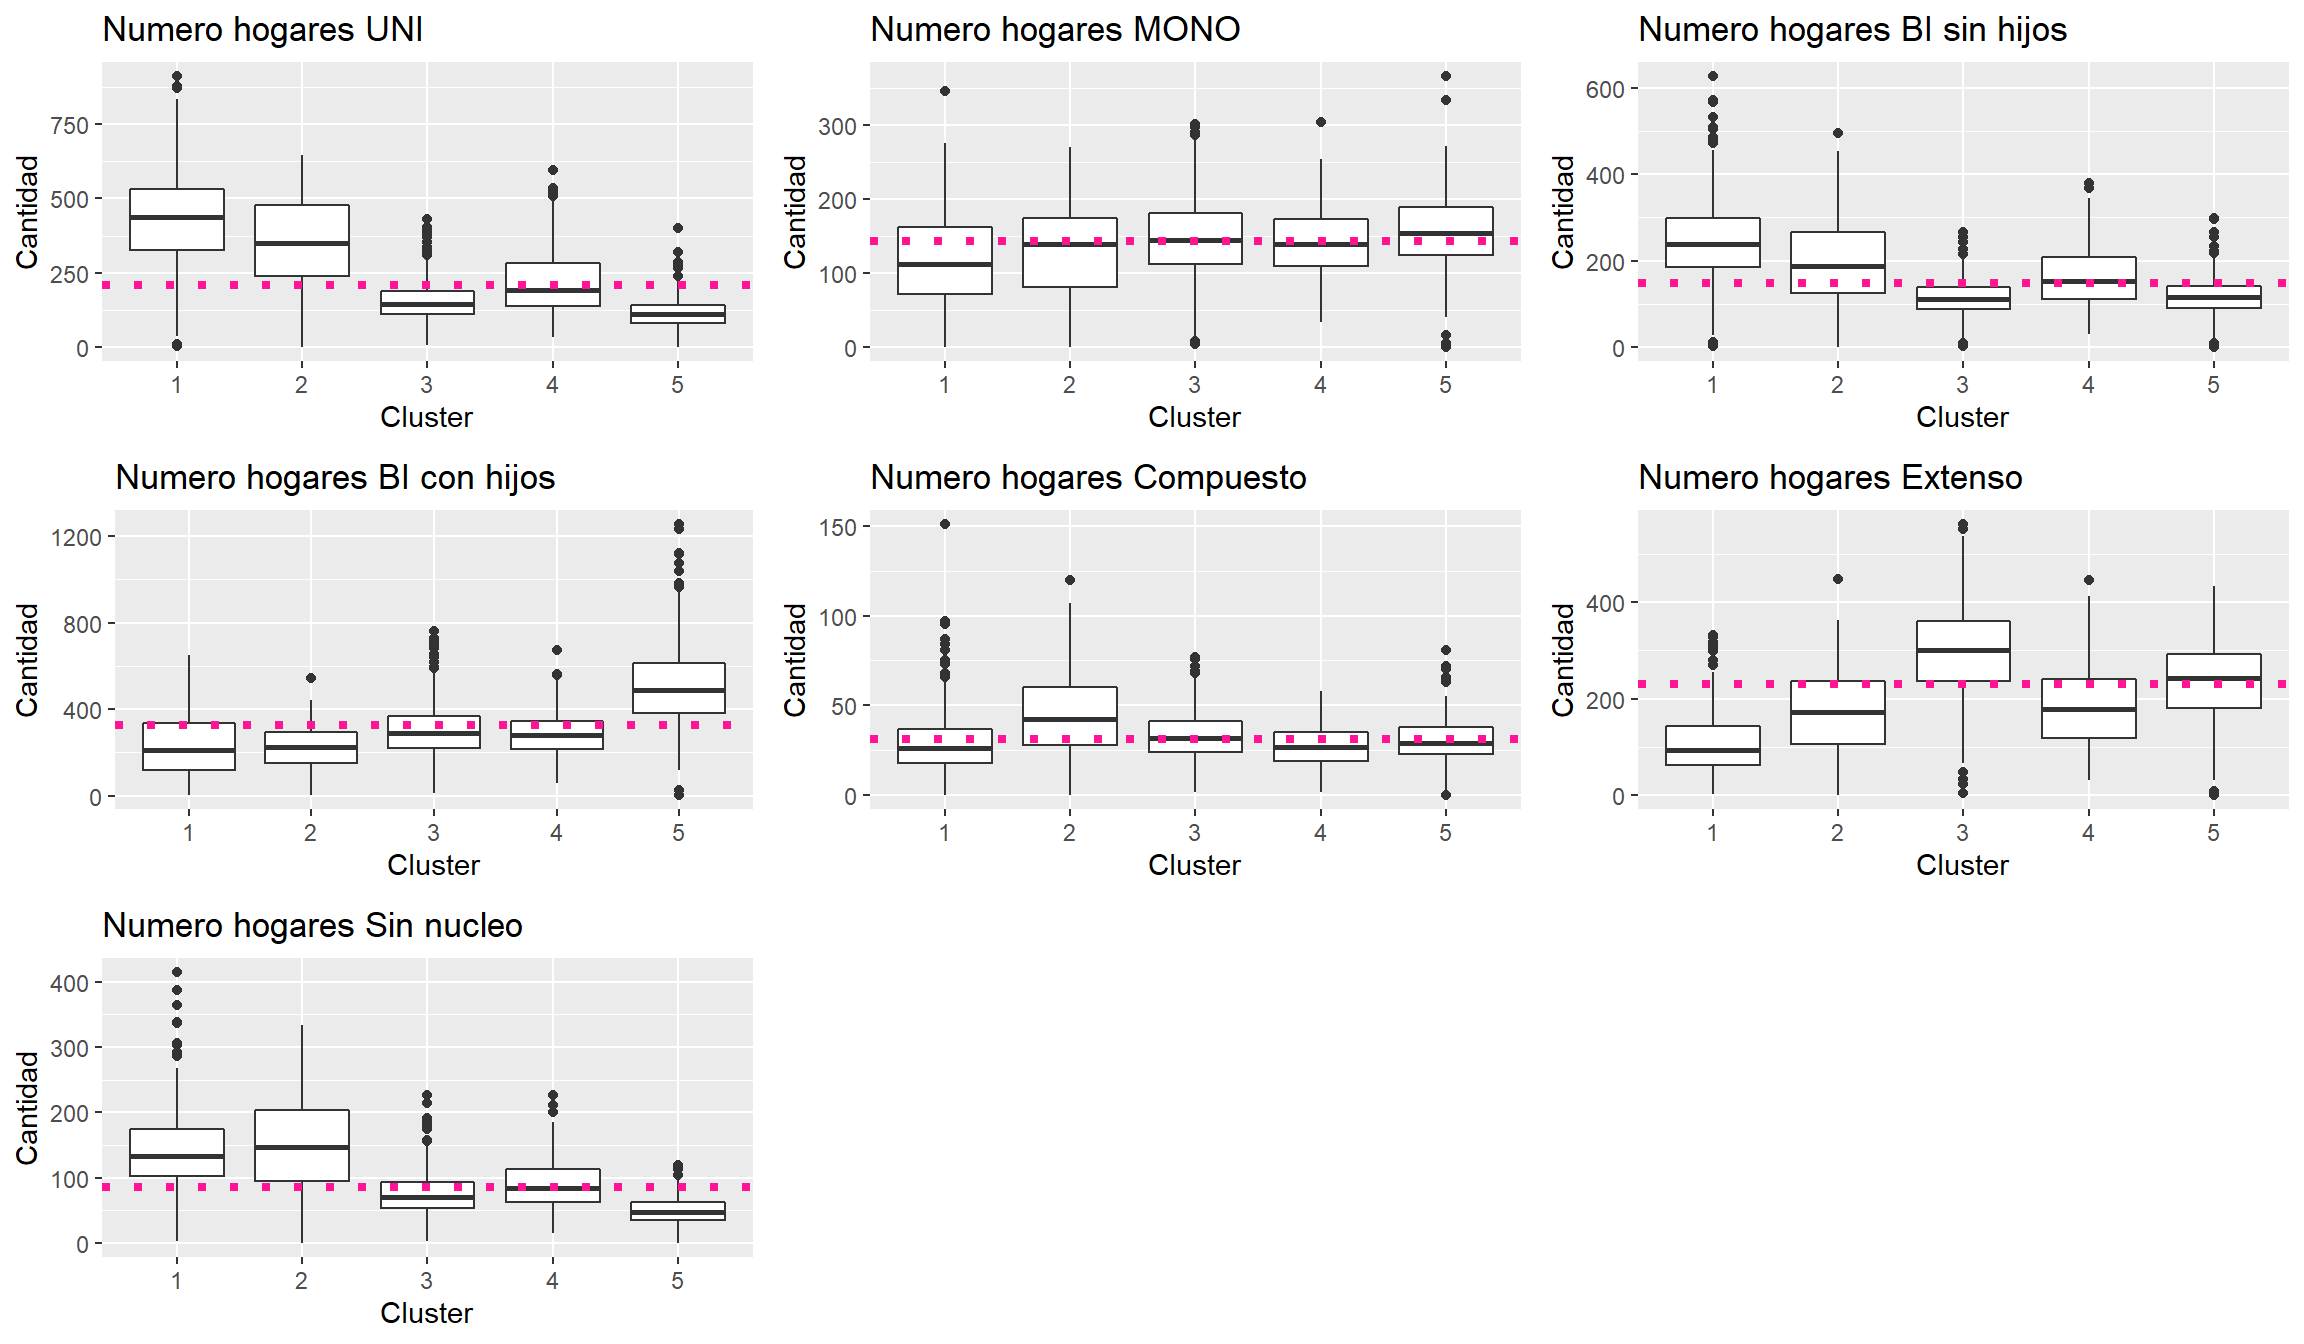 Numero hogares UNI
Cantidad
750
500
250
0
1 2 3 4 5
Cluster
Numero hogares MONO
Cantidad
300
200
100
0
1 2 3 4 5
Cluster
Numero hogares BI sin hijos
Cantidad
600
400
200
0
1 2 3 4 5
Cluster
Numero hogares BI con hijos
Cantidad
1200
800
400
0
1 2 3 4 5
Cluster
Numero hogares Compuesto
Cantidad
150
100
50
0
1 2 3 4 5
Cluster
Numero hogares Extenso
Cantidad
400
200
0
1 2 3 4 5
Cluster
Numero hogares Sin nucleo
Cantidad
400
300
200
100
0
1 2 3 4 5
Cluster